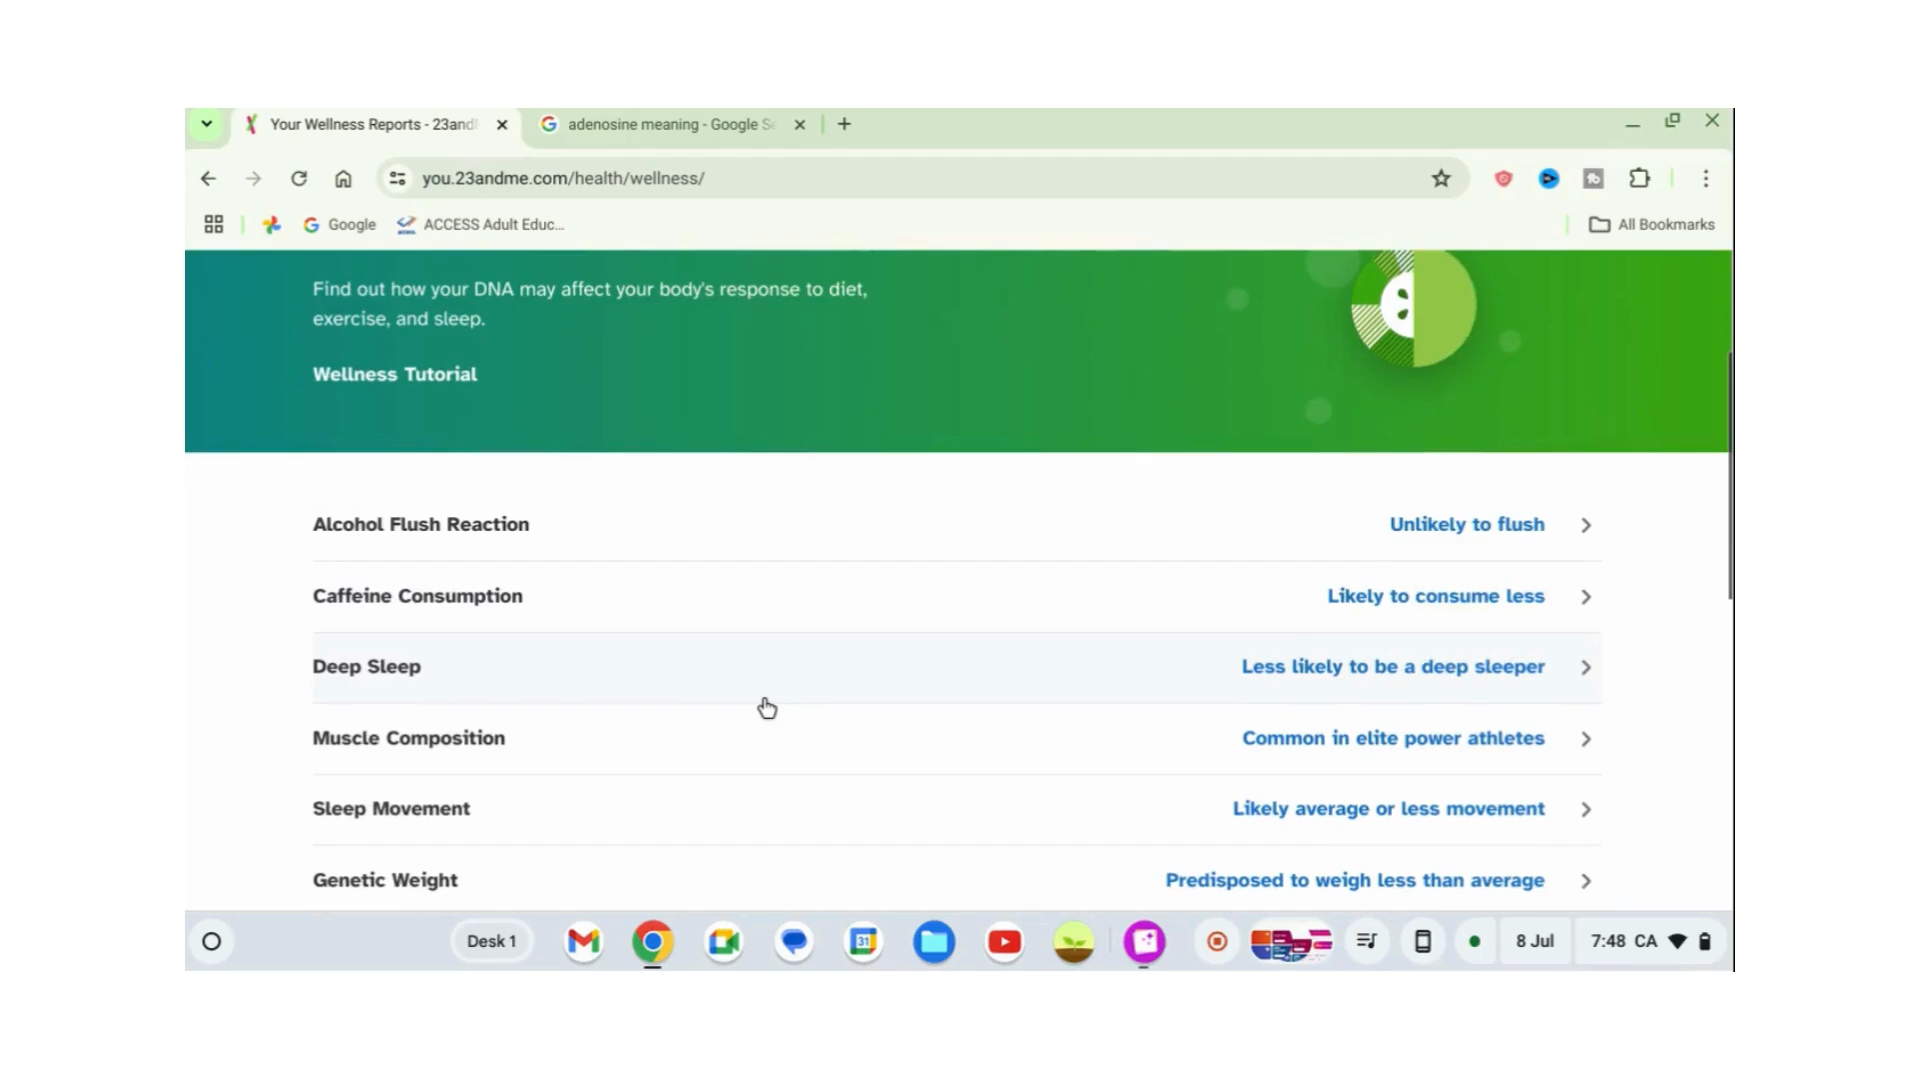 Your Wellness Reports - 23and
adenosine meaning - Google Se
you.23andme.com/health/wellness/
Google
ACCESS Adult Educ...
All Bookmarks
Find out how your DNA may affect your body's response to diet,
exercise, and sleep.
Wellness Tutorial
Alcohol Flush Reaction
Unlikely to flush
Caffeine Consumption
Likely to consume less
Deep Sleep
Less likely to be a deep sleeper
Muscle Composition
Common in elite power athletes
Sleep Movement
Likely average or less movement
Genetic Weight
Predisposed to weigh less than average
Desk 1
31
8 Jul
7:48 CA